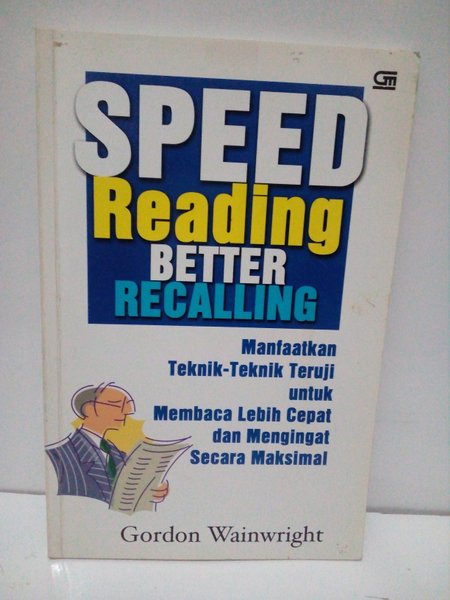 SPEED
Reading
BETTER
RECALLING
Manfaatkan
Teknik-Teknik Teruji
untuk
Membaca Lebih Cepat
dan Mengingat
Secara Maksimal
Gordon Wainwright